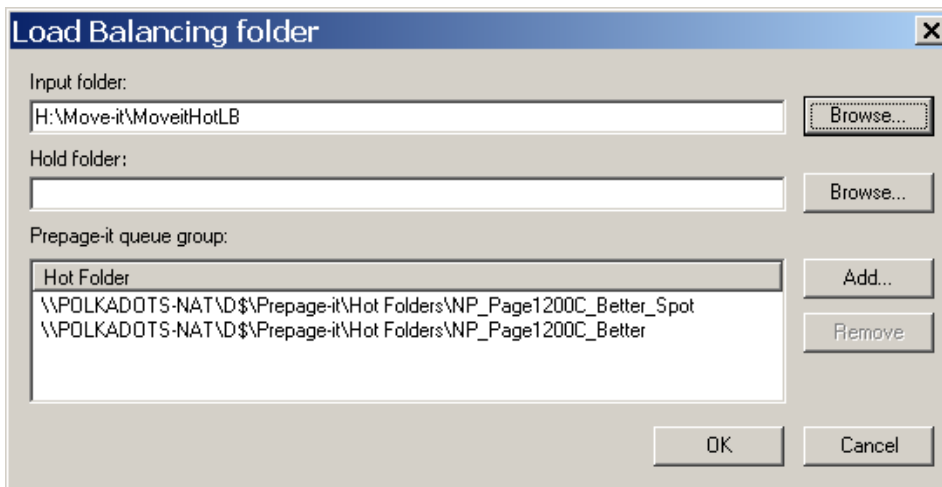 Load Balancing folder
Input folder:
H:\Move-it\MoveitHotLB
Browse...
Hold folder:
Browse...
Prepage-it queue group:
Hot Folder
Add...
\\POLKADOTS-NAT\D$\Prepage-it\Hot Folders\NP_Page1200C_Better_Spot
\\POLKADOTS-NAT\D$\Prepage-it\Hot Folders\NP_Page1200C_Better
Remove
OK
Cancel